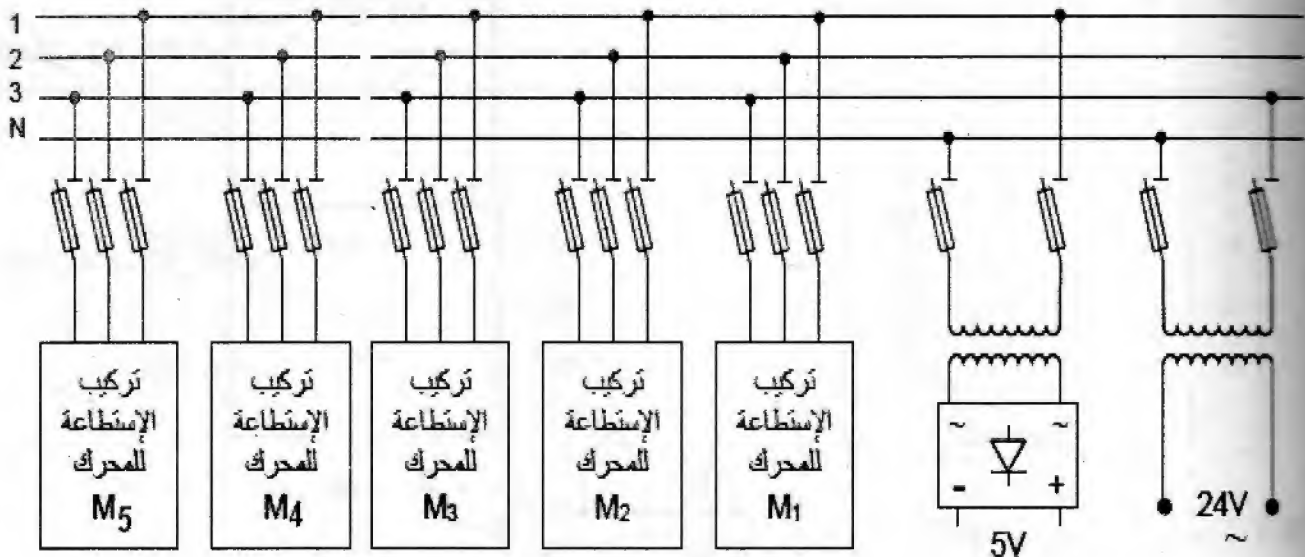 1
2
3
N
تركيب
الإستطاعة
للمحرك
M5
تركيب
الإستطاعة
للمحرك
M4
تركيب
الإستطاعة
للمحرك
M3
تركيب
الإستطاعة
للمحرك
M2
تركيب
الإستطاعة
للمحرك
M1
~ ~
- +
5V
24V
~